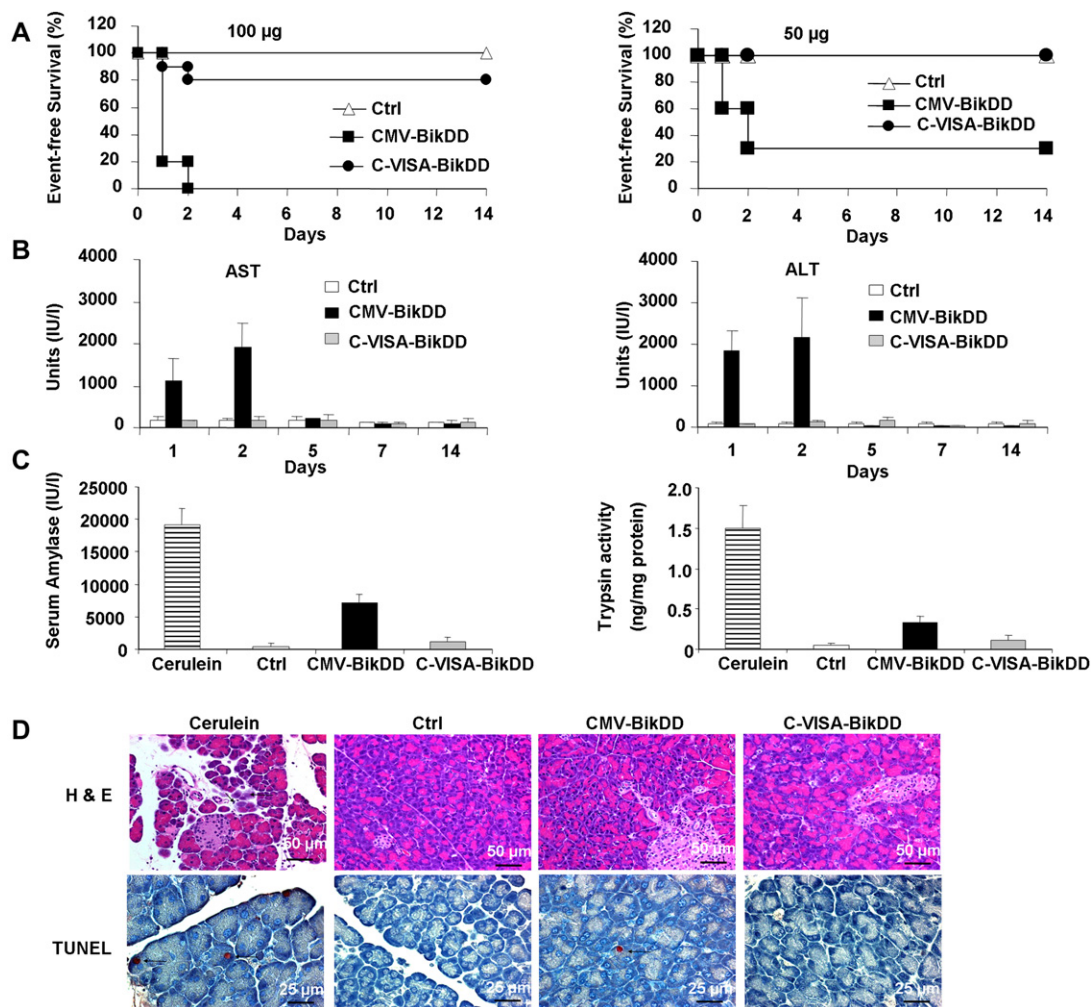 A
Event-free Survival (%)
120
100
80
60
40
20
0
100 µg
Ctrl
CMV-BikDD
C-VISA-BikDD
0 2 4 6 8 10 12 14
Days
Event-free Survival (%)
120
100
80
60
40
20
0
50 µg
Ctrl
CMV-BikDD
C-VISA-BikDD
0 2 4 6 8 10 12 14
Days
B
Units (IU/l)
4000
3000
2000
1000
0
AST
Ctrl
CMV-BikDD
C-VISA-BikDD
1 2 5 7 14
Days
Units (IU/l)
4000
3000
2000
1000
0
ALT
Ctrl
CMV-BikDD
C-VISA-BikDD
1 2 5 7 14
Days
C
Serum Amylase (IU/l)
25000
20000
15000
10000
5000
0
Cerulein Ctrl CMV-BikDD C-VISA-BikDD
Trypsin activity
(ng/mg protein)
2.0
1.5
1.0
0.5
0
Cerulein Ctrl CMV-BikDD C-VISA-BikDD
D
Cerulein Ctrl CMV-BikDD C-VISA-BikDD
H & E
50 µm 50 µm 50 µm 50 µm
TUNEL
25 µm 25 µm 25 µm 25 µm